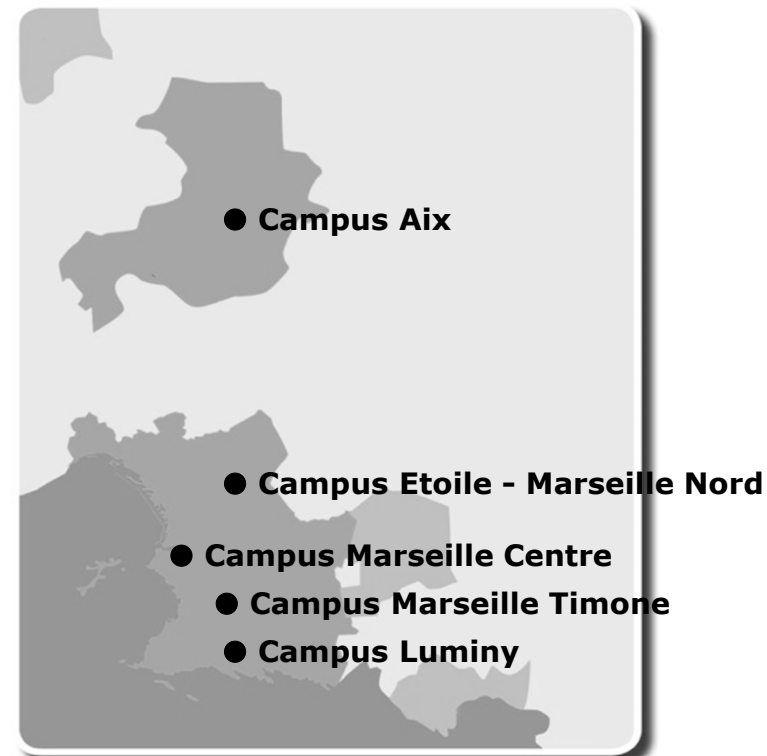 Campus Aix
Campus Etoile - Marseille Nord
Campus Marseille Centre
Campus Marseille Timone
Campus Luminy